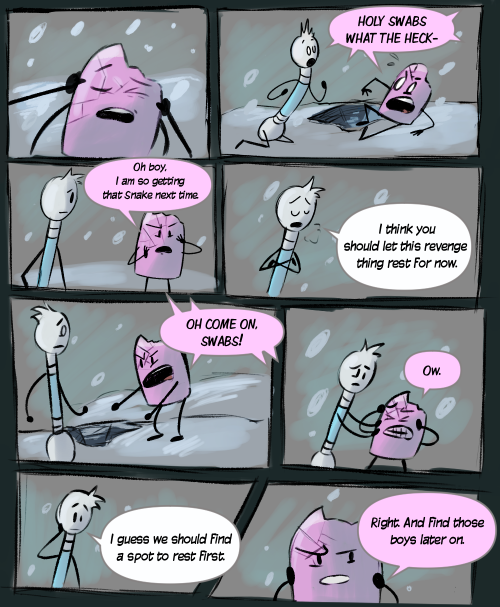 HOLY SWABS
WHAT THE HECK-
Oh boy,
I am so getting
that Snake next time.
I think you
should let this revenge
thing rest for now.
OH COME ON,
SWABS!
Ow.
I guess we should find
a spot to rest first.
Right. And find those
boys later on.